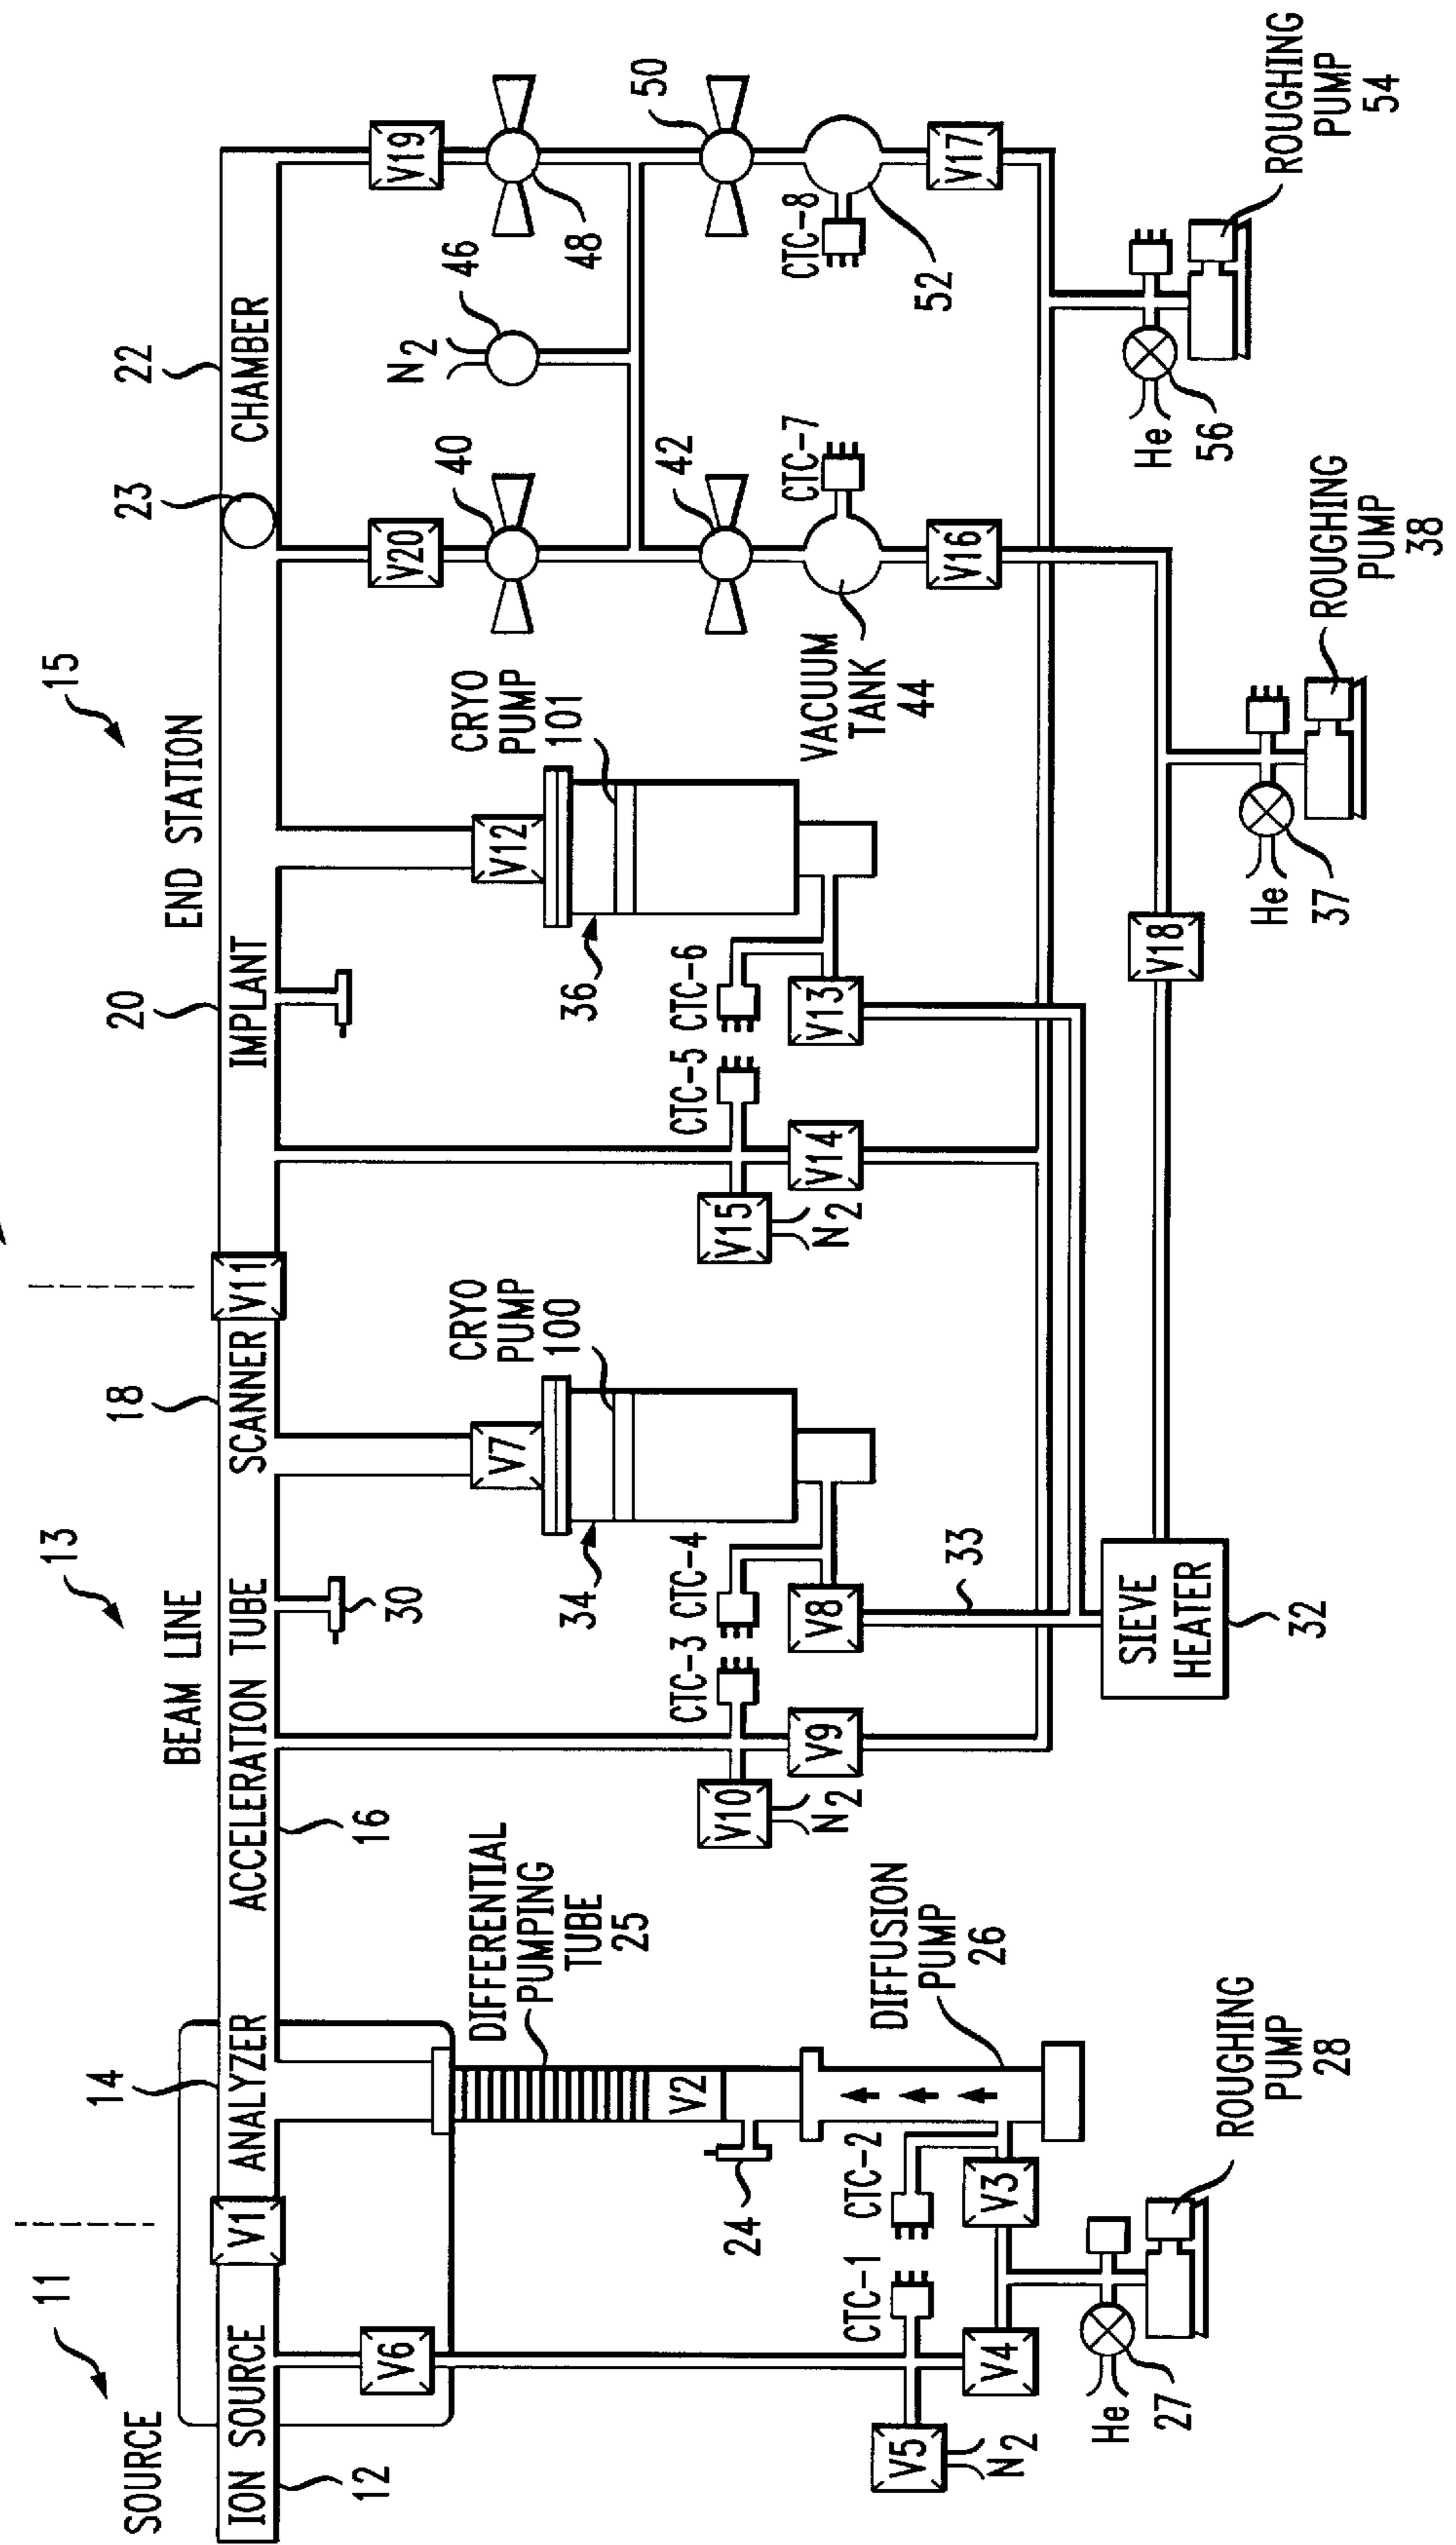 SOURCE
11
BEAM LINE
13
END STATION
15
ION SOURCE
12
V1
ANALYZER
14
ACCELERATION TUBE
16
SCANNER
18
V11
IMPLANT
20
23
CHAMBER
22
V6
DIFFERENTIAL
PUMPING
TUBE
25
V2
24
30
V7
CRYO
PUMP
100
34
V12
CRYO
PUMP
101
36
V20
40
N2
46
V19
48
42
50
CTC-1
CTC-2
V5
N2
V4
V3
DIFFUSION
PUMP
26
He
27
ROUGHING
PUMP
28
V10
N2
CTC-3
CTC-4
V9
V8
33
SIEVE
HEATER
32
V15
N2
CTC-5
CTC-6
V14
V13
V18
VACUUM
TANK
44
CTC-7
V16
CTC-8
52
V17
He
37
ROUGHING
PUMP
38
He
56
ROUGHING
PUMP
54